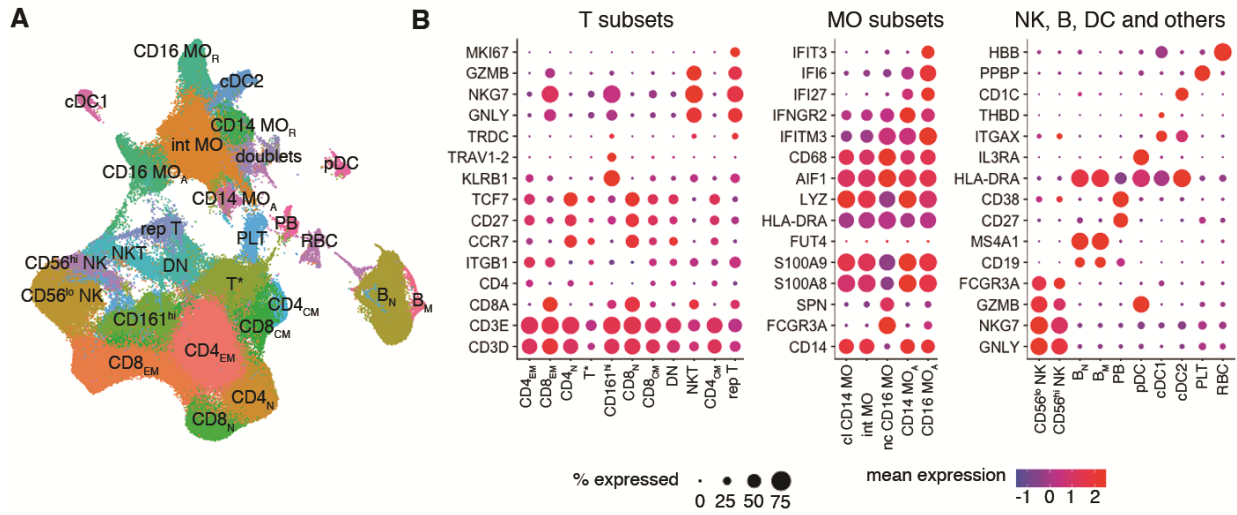 A
CD16 MO_R
cDC2
cDC1
CD14 MO_R
int MO
doublets
pDC
CD16 MO_A
CD14 MO_A
rep T
PB
PLT
RBC
CD56^hi NK
NKT
DN
CD56^lo NK
T*
B_N
B_M
CD4_CM
CD161^hi
CD8_CM
CD4_EM
CD8_EM
CD4_N
CD8_N
B
T subsets
MKI67
GZMB
NKG7
GNLY
TRDC
TRAV1-2
KLRB1
TCF7
CD27
CCR7
ITGB1
CD4
CD8A
CD3E
CD3D
CD4_EM
CD8_EM
CD4_N
T*
CD161^hi
CD8_N
CD8_CM
DN
NKT
CD4_CM
rep T
MO subsets
IFIT3
IFI6
IFI27
IFNGR2
IFITM3
CD68
AIF1
LYZ
HLA-DRA
FUT4
S100A9
S100A8
SPN
FCGR3A
CD14
cl CD14 MO
int MO
nc CD16 MO
CD14 MO_A
CD16 MO_A
NK, B, DC and others
HBB
PPBP
CD1C
THBD
ITGAX
IL3RA
HLA-DRA
CD38
CD27
MS4A1
CD19
FCGR3A
GZMB
NKG7
GNLY
CD56^lo NK
CD56^hi NK
B_N
B_M
PB
pDC
cDC1
cDC2
PLT
RBC
% expressed
0 25 50 75
mean expression
-1 0 1 2